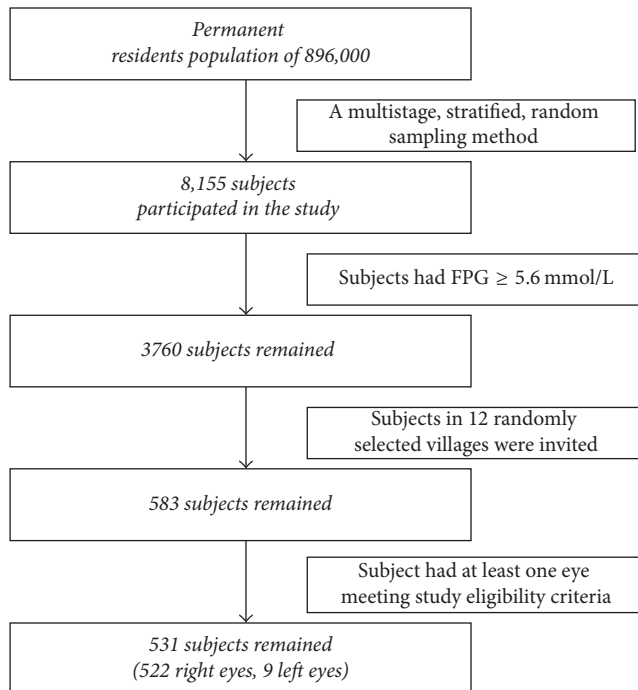 Permanent
residents population of 896,000
A multistage, stratified, random
sampling method
8,155 subjects
participated in the study
Subjects had FPG ≥ 5.6 mmol/L
3760 subjects remained
Subjects in 12 randomly
selected villages were invited
583 subjects remained
Subject had at least one eye
meeting study eligibility criteria
531 subjects remained
(522 right eyes, 9 left eyes)